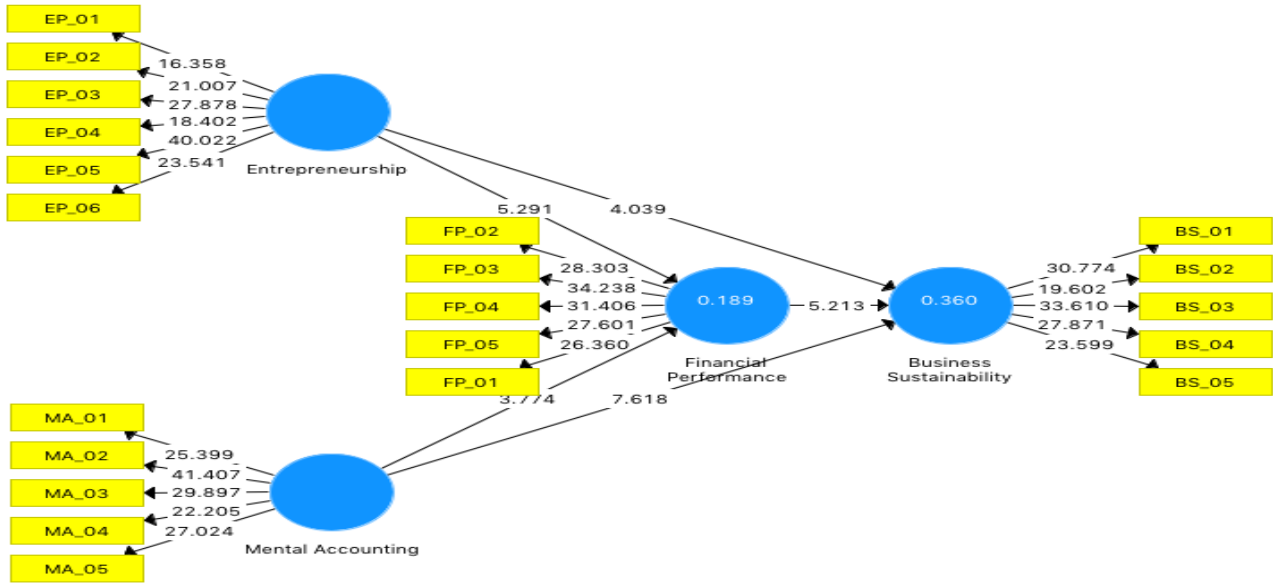 EP_01
EP_02
EP_03
EP_04
EP_05
EP_06
16.358
21.007
27.878
18.402
40.022
23.541
Entrepreneurship
5.291
4.039
FP_02
FP_03
FP_04
FP_05
FP_01
28.303
34.238
31.406
27.601
26.360
0.189
Financial
Performance
5.213
0.360
Business
Sustainability
30.774
19.602
33.610
27.871
23.599
BS_01
BS_02
BS_03
BS_04
BS_05
3.774
7.618
MA_01
MA_02
MA_03
MA_04
MA_05
25.399
41.407
29.897
22.205
27.024
Mental Accounting